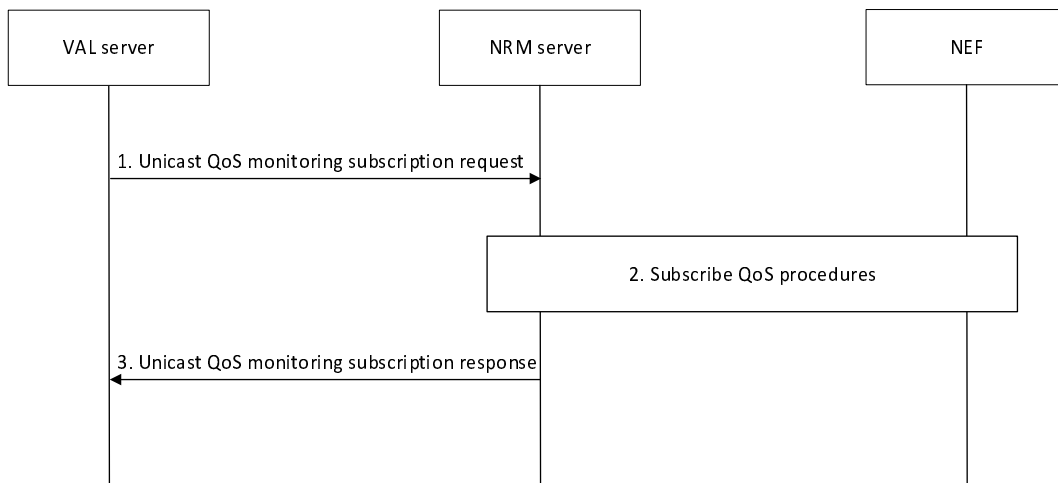 VAL server
NRM server
NEF
1. Unicast QoS monitoring subscription request
2. Subscribe QoS procedures
3. Unicast QoS monitoring subscription response